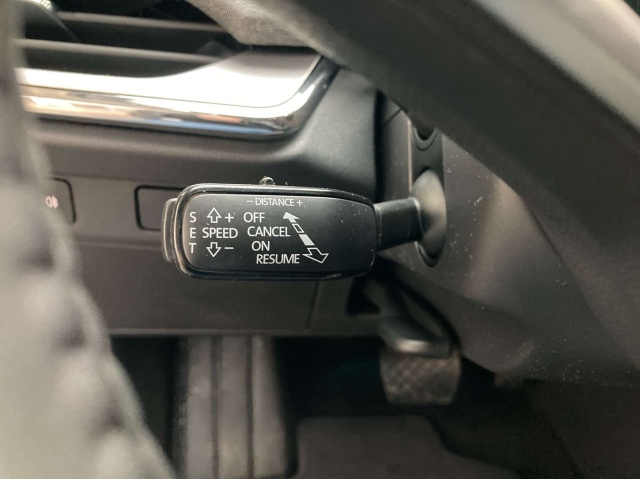 − DISTANCE +
S ⇧ + OFF
E SPEED CANCEL
T ⇩ − ON
RESUME